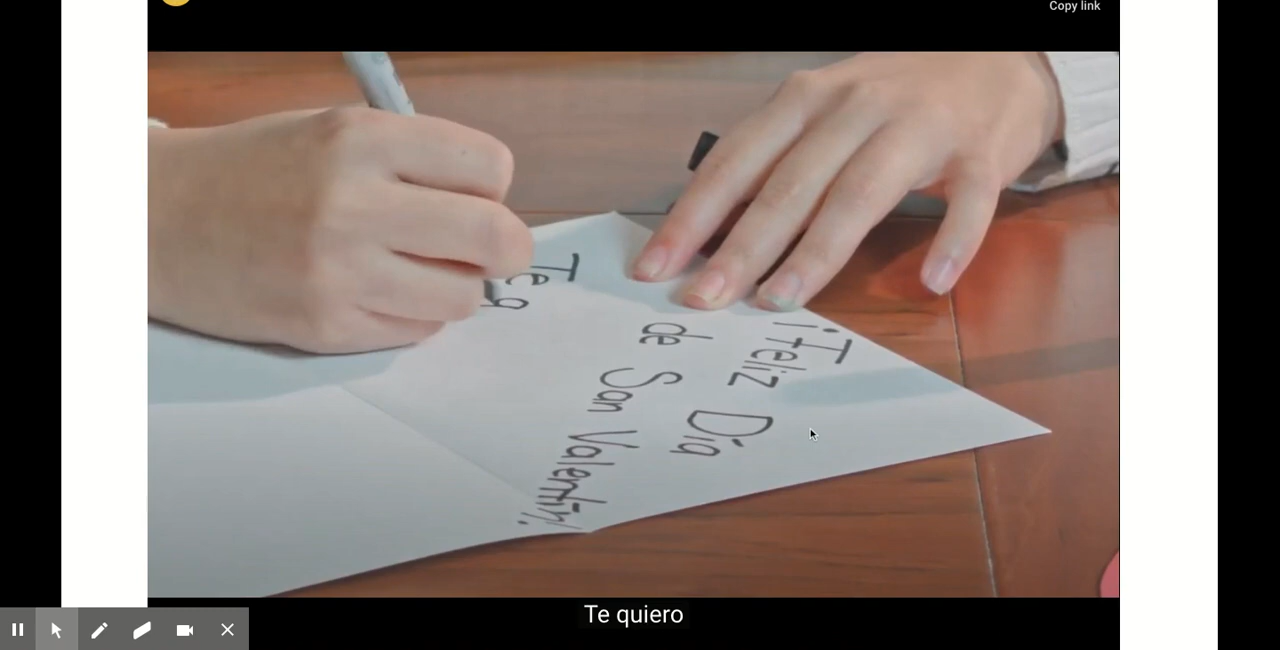 Copy link
¡Feliz Día
de San Valentín!
Te q
Te quiero